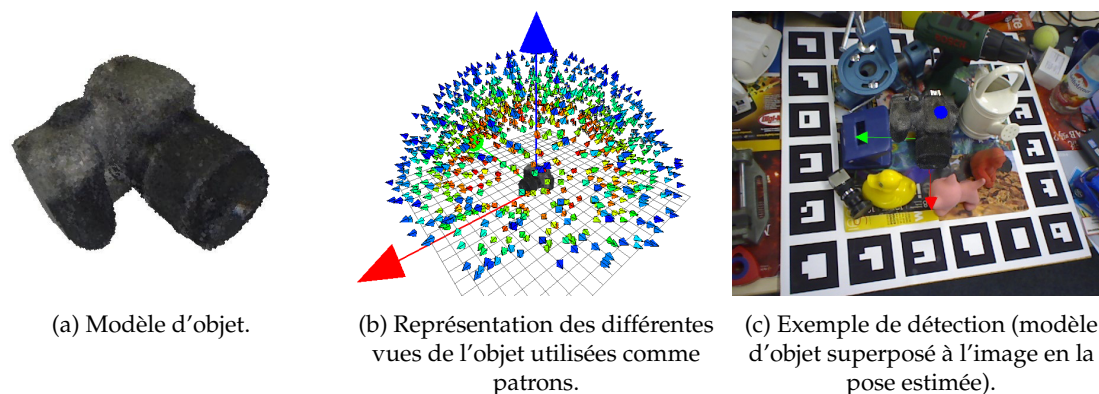 (a) Modèle d'objet.
(b) Représentation des différentes
vues de l'objet utilisées comme
patrons.
(c) Exemple de détection (modèle
d'objet superposé à l'image en la
pose estimée).